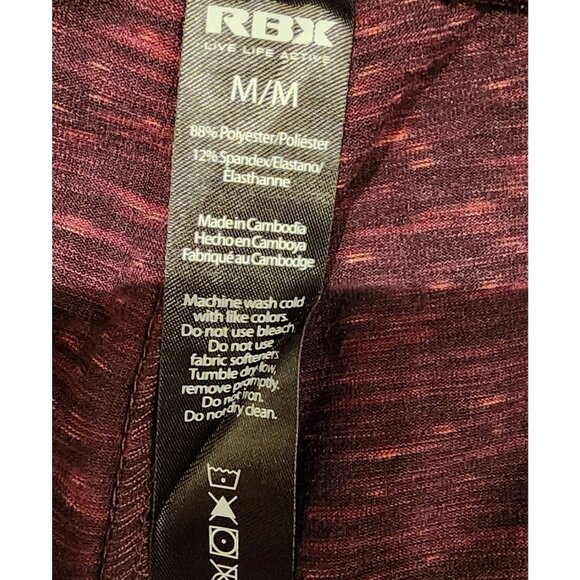 RBX
LIVE LIFE ACTIVE
M/M
88% Polyester/Poliéster
12% Spandex/Elastano/
Elasthanne
Made in Cambodia
Hecho en Camboya
Fabriqué au Cambodge
Machine wash cold
with like colors.
Do not use bleach.
Do not use
fabric softeners.
Tumble dry low,
remove promptly.
Do not iron.
Do not dry clean.